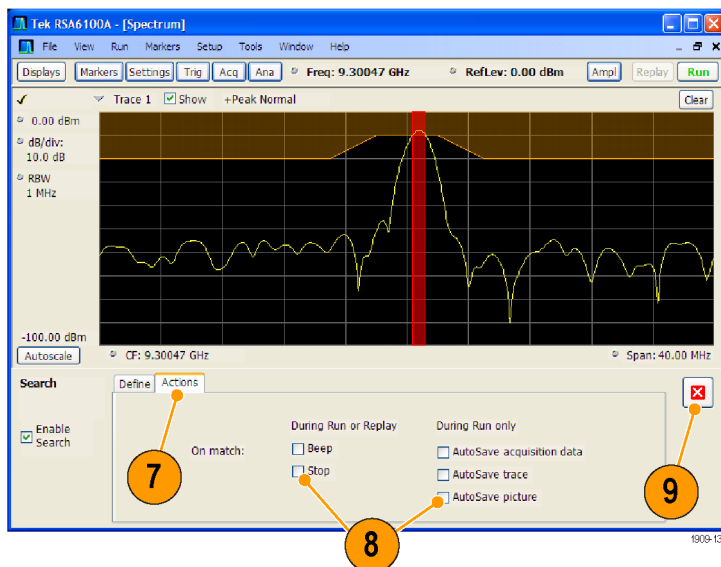 Tek RSA6100A - [Spectrum]
File View Run Markers Setup Tools Window Help
Displays Markers Settings Trig Acq Ana Freq: 9.30047 GHz RefLev: 0.00 dBm Ampl Replay Run
Trace 1 Show +Peak Normal Clear
0.00 dBm
dB/div:
10.0 dB
RBW
1 MHz
-100.00 dBm
Autoscale CF: 9.30047 GHz Span: 40.00 MHz
Search Define Actions
Enable
Search
On match:
During Run or Replay
Beep
Stop
During Run only
AutoSave acquisition data
AutoSave trace
AutoSave picture
7
8
9
1909-13